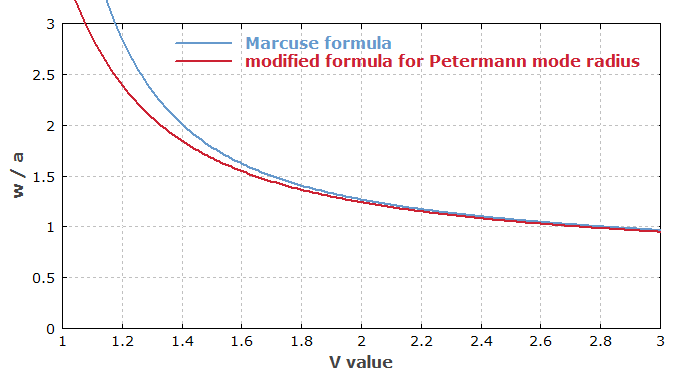 3
Marcuse formula
modified formula for Petermann mode radius
2.5
2
1.5
1
0.5
0
w / a
1 1.2 1.4 1.6 1.8 2 2.2 2.4 2.6 2.8 3
V value